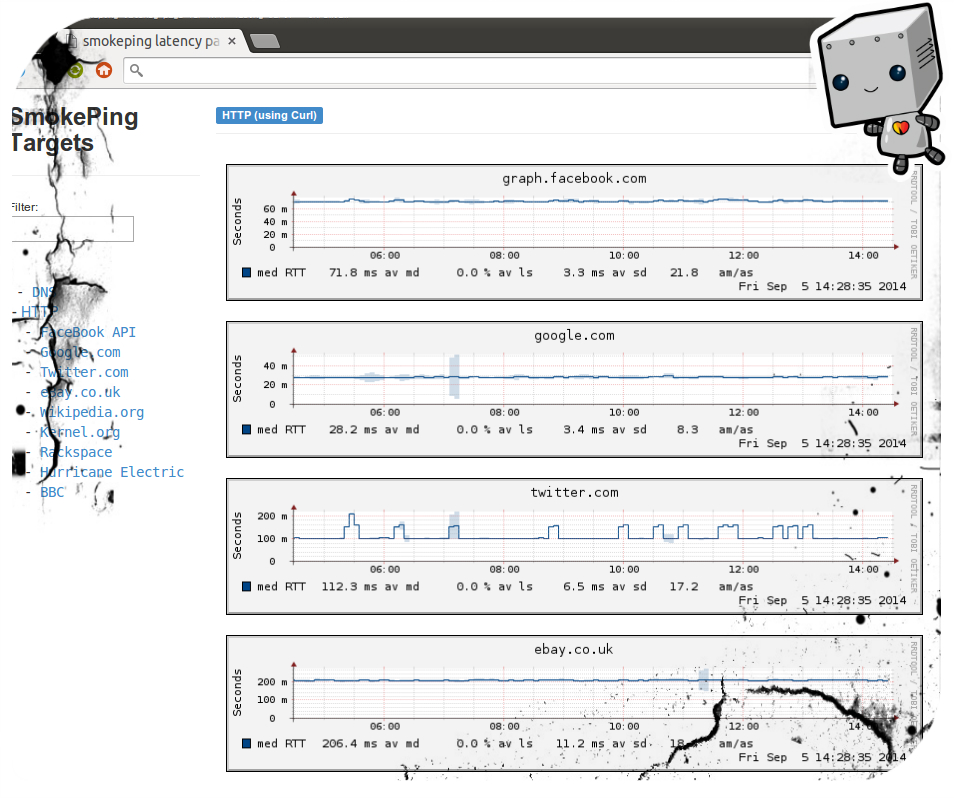 smokeping latency pa
SmokePing
Targets
Filter:
- DNS
- HTTP
- FaceBook API
- Google.com
- Twitter.com
- ebay.co.uk
- Wikipedia.org
- Kernel.org
- Rackspace
- Hurricane Electric
- BBC
HTTP (using Curl)
graph.facebook.com
Seconds
60 m
40 m
20 m
0
06:00 08:00 10:00 12:00 14:00
med RTT 71.8 ms av md 0.0 % av ls 3.3 ms av sd 21.8 am/as
Fri Sep 5 14:28:35 2014
RRDTOOL / TOBI OETIKER
google.com
Seconds
40 m
20 m
0
06:00 08:00 10:00 12:00 14:00
med RTT 28.2 ms av md 0.0 % av ls 3.4 ms av sd 8.3 am/as
Fri Sep 5 14:28:35 2014
RRDTOOL / TOBI OETIKER
twitter.com
Seconds
200 m
100 m
0
06:00 08:00 10:00 12:00 14:00
med RTT 112.3 ms av md 0.0 % av ls 6.5 ms av sd 17.2 am/as
Fri Sep 5 14:28:35 2014
RRDTOOL / TOBI OETIKER
ebay.co.uk
Seconds
200 m
100 m
0
06:00 08:00 10:00 12:00 14:00
med RTT 206.4 ms av md 0.0 % av ls 11.2 ms av sd am/as
Fri Sep 5 14:28:35 2014
RRDTOOL / TOBI